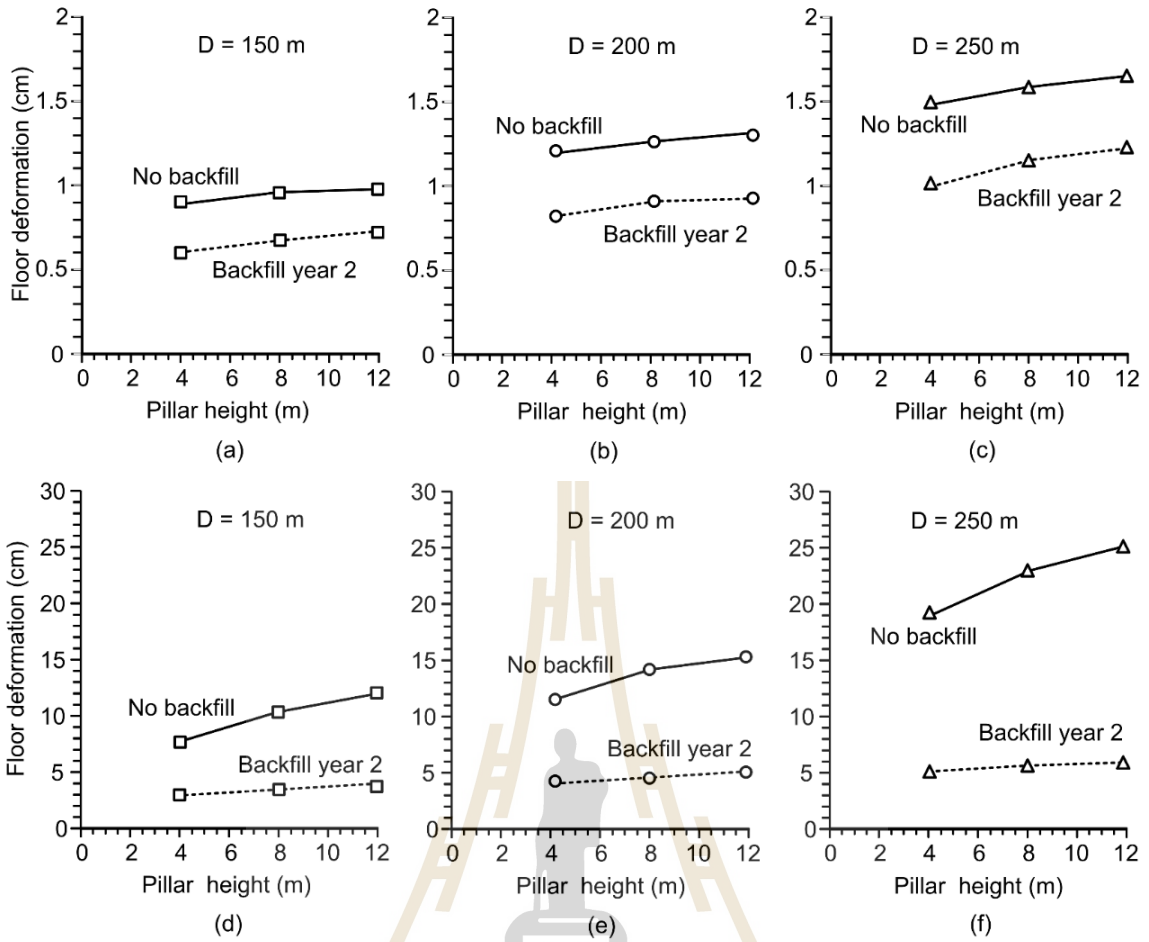 D = 150 m
Floor deformation (cm)
2
1.5
1
0.5
0
No backfill
Backfill year 2
0 2 4 6 8 10 12
Pillar height (m)
(a)
D = 200 m
2
1.5
1
0.5
0
No backfill
Backfill year 2
0 2 4 6 8 10 12
Pillar height (m)
(b)
D = 250 m
2
1.5
1
0.5
0
No backfill
Backfill year 2
0 2 4 6 8 10 12
Pillar height (m)
(c)
D = 150 m
Floor deformation (cm)
30
25
20
15
10
5
0
No backfill
Backfill year 2
0 2 4 6 8 10 12
Pillar height (m)
(d)
D = 200 m
30
25
20
15
10
5
0
No backfill
Backfill year 2
0 2 4 6 8 10 12
Pillar height (m)
(e)
D = 250 m
30
25
20
15
10
5
0
No backfill
Backfill year 2
0 2 4 6 8 10 12
Pillar height (m)
(f)